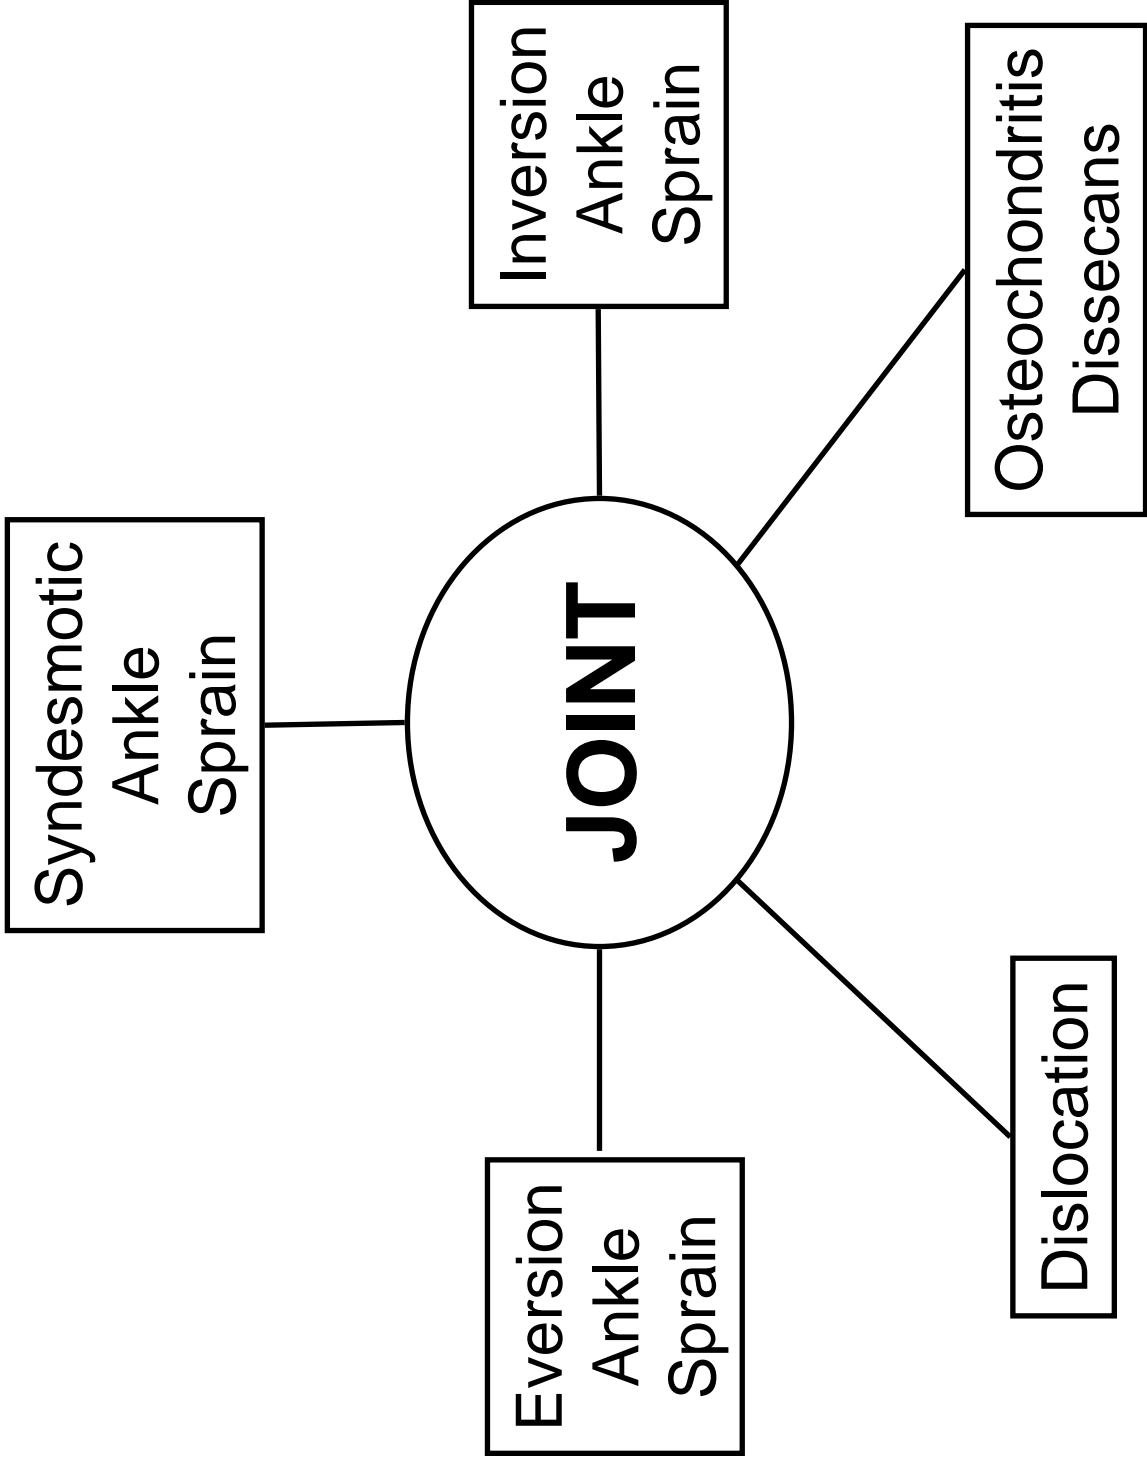 Syndesmotic
Ankle
Sprain
Eversion
Ankle
Sprain
JOINT
Inversion
Ankle
Sprain
Dislocation
Osteochondritis
Dissecans